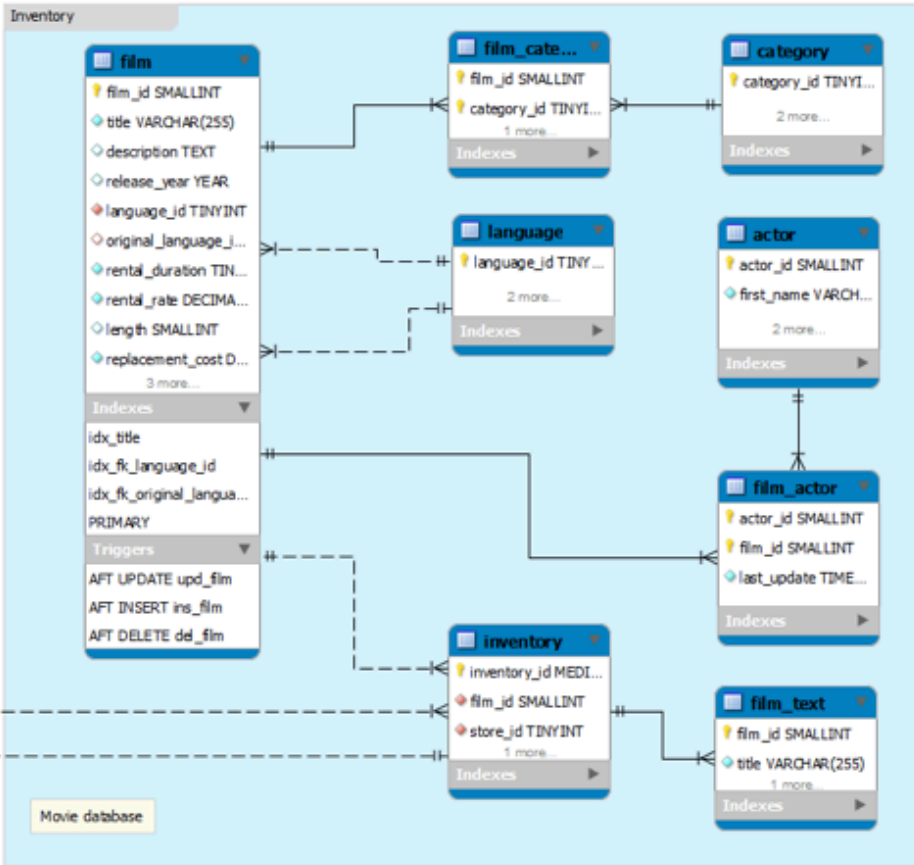 Inventory
film
film_id SMALLINT
title VARCHAR(255)
description TEXT
release_year YEAR
language_id TINYINT
original_language_i...
rental_duration TIN...
rental_rate DECIMA...
length SMALLINT
replacement_cost D...
3 more...
Indexes
idx_title
idx_fk_language_id
idx_fk_original_langua...
PRIMARY
Triggers
AFT UPDATE upd_film
AFT INSERT ins_film
AFT DELETE del_film
film_cate...
film_id SMALLINT
category_id TINYI...
1 more...
Indexes
category
category_id TINYI...
2 more...
Indexes
language
language_id TINY...
2 more...
Indexes
actor
actor_id SMALLINT
first_name VARCH...
2 more...
Indexes
film_actor
actor_id SMALLINT
film_id SMALLINT
last_update TIME...
Indexes
inventory
inventory_id MEDI...
film_id SMALLINT
store_id TINYINT
1 more...
Indexes
film_text
film_id SMALLINT
title VARCHAR(255)
1 more...
Indexes
Movie database